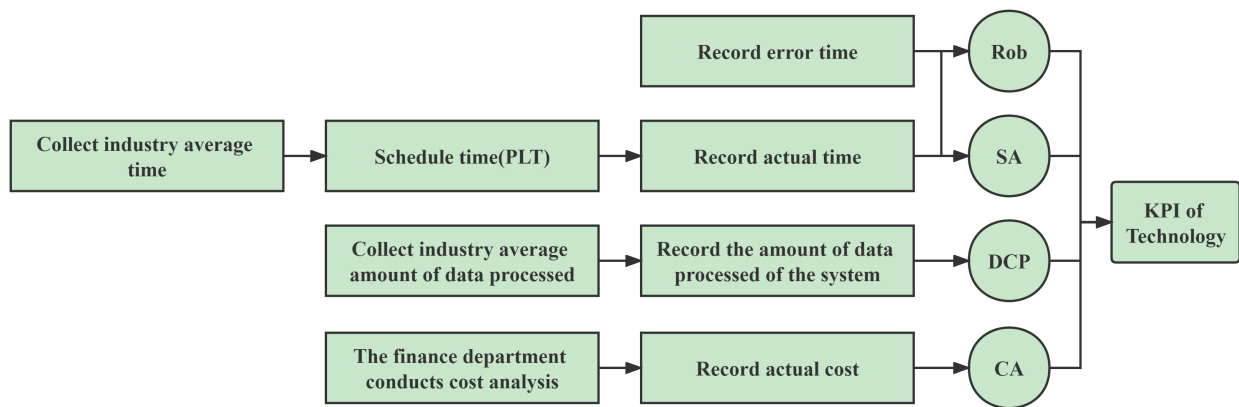 Record error time
Rob
Collect industry average
time
Schedule time(PLT)
Record actual time
SA
KPI of
Technology
Collect industry average
amount of data processed
Record the amount of data
processed of the system
DCP
The finance department
conducts cost analysis
Record actual cost
CA